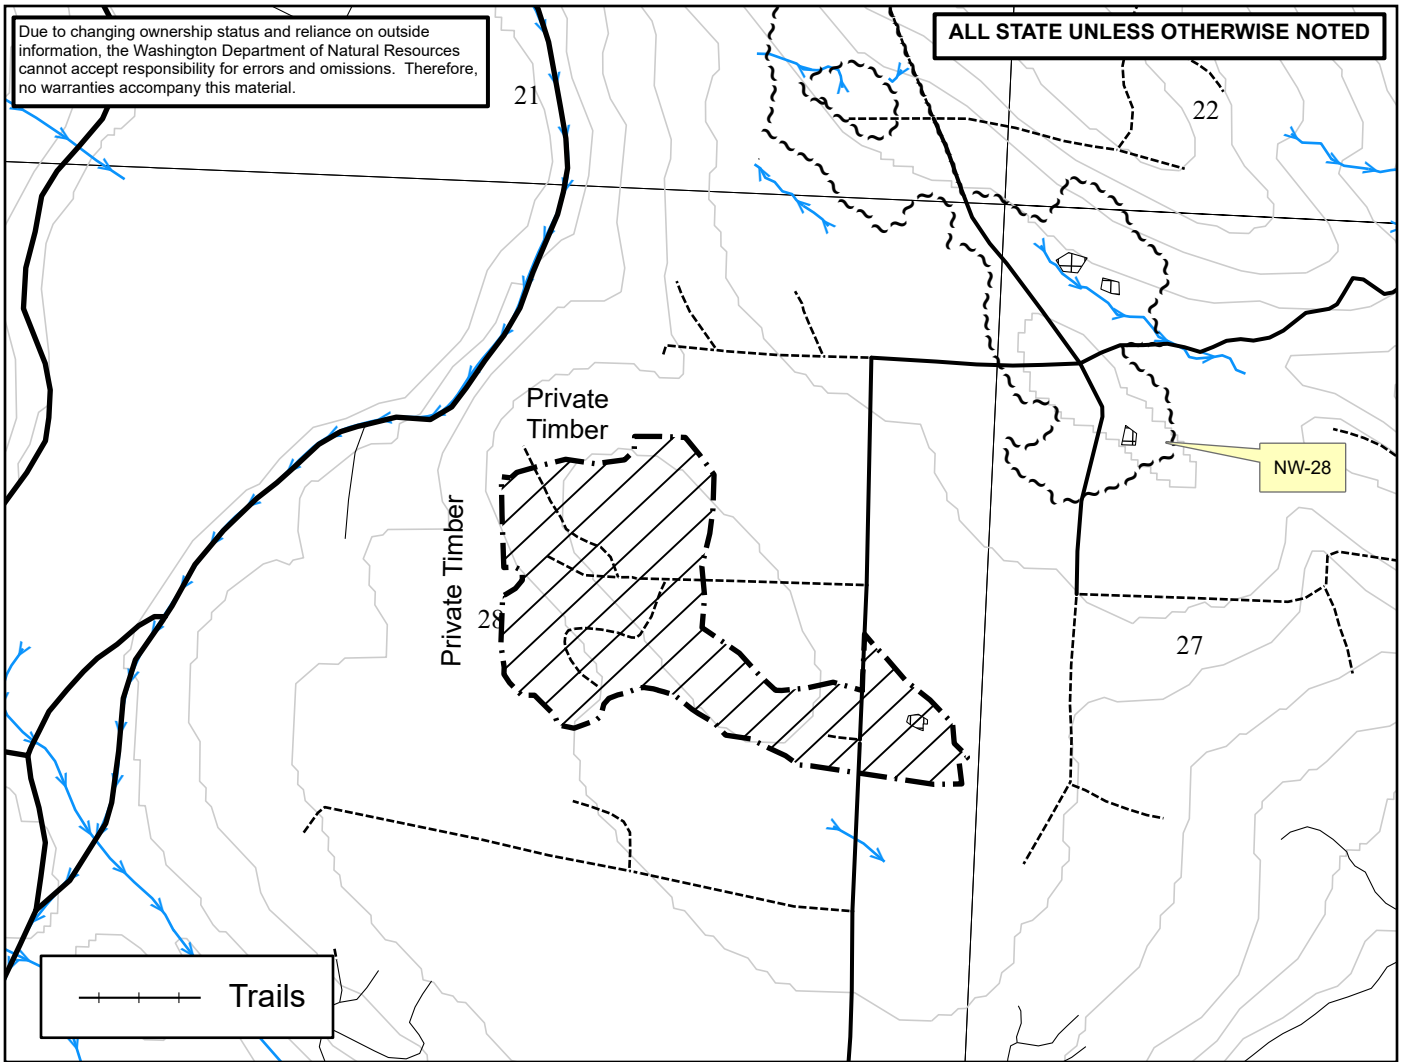 Due to changing ownership status and reliance on outside
information, the Washington Department of Natural Resources
cannot accept responsibility for errors and omissions. Therefore,
no warranties accompany this material.
ALL STATE UNLESS OTHERWISE NOTED
21
22
Private
Timber
NW-28
Private Timber
28
27
Trails